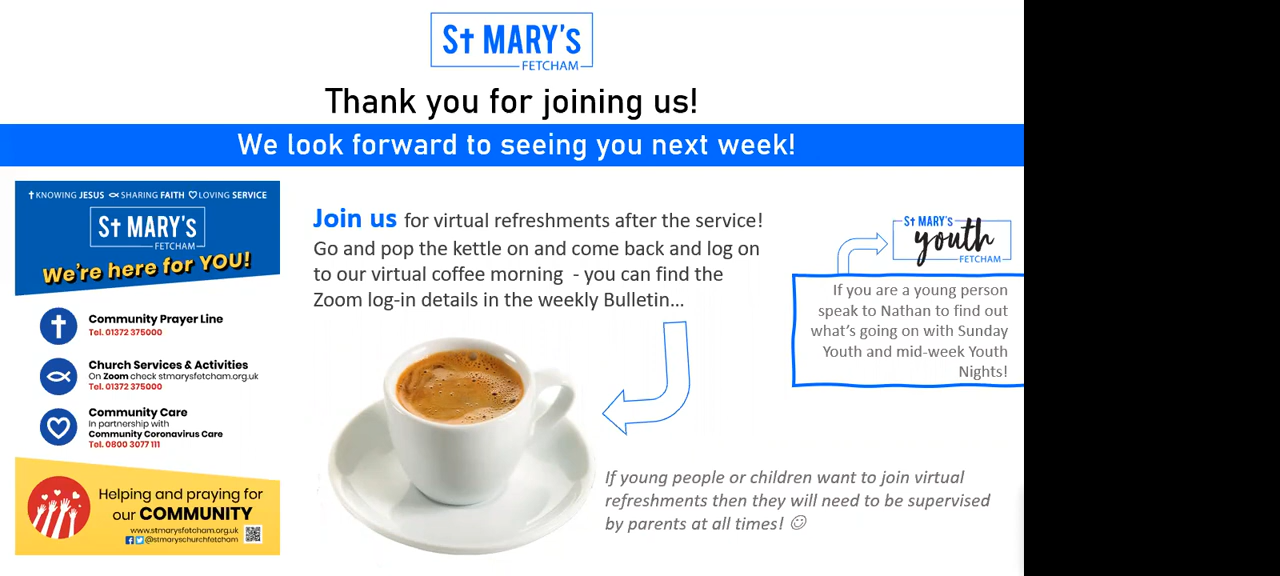 St MARY's
FETCHAM
Thank you for joining us!
We look forward to seeing you next week!
KNOWING JESUS SHARING FAITH LOVING SERVICE
St MARY's
FETCHAM
We're here for YOU!
Community Prayer Line
Tel. 01372 375000
Church Services & Activities
On Zoom check stmarysfetcham.org.uk
Tel. 01372 375000
Community Care
In partnership with
Community Coronavirus Care
Tel. 0800 3077 111
Helping and praying for
our COMMUNITY
www.stmarysfetcham.org.uk
@stmaryschurchfetcham
Join us for virtual refreshments after the service!
Go and pop the kettle on and come back and log on
to our virtual coffee morning - you can find the
Zoom log-in details in the weekly Bulletin...
If young people or children want to join virtual
refreshments then they will need to be supervised
by parents at all times! ☺
St MARY's
youth
FETCHAM
If you are a young person
speak to Nathan to find out
what's going on with Sunday
Youth and mid-week Youth
Nights!